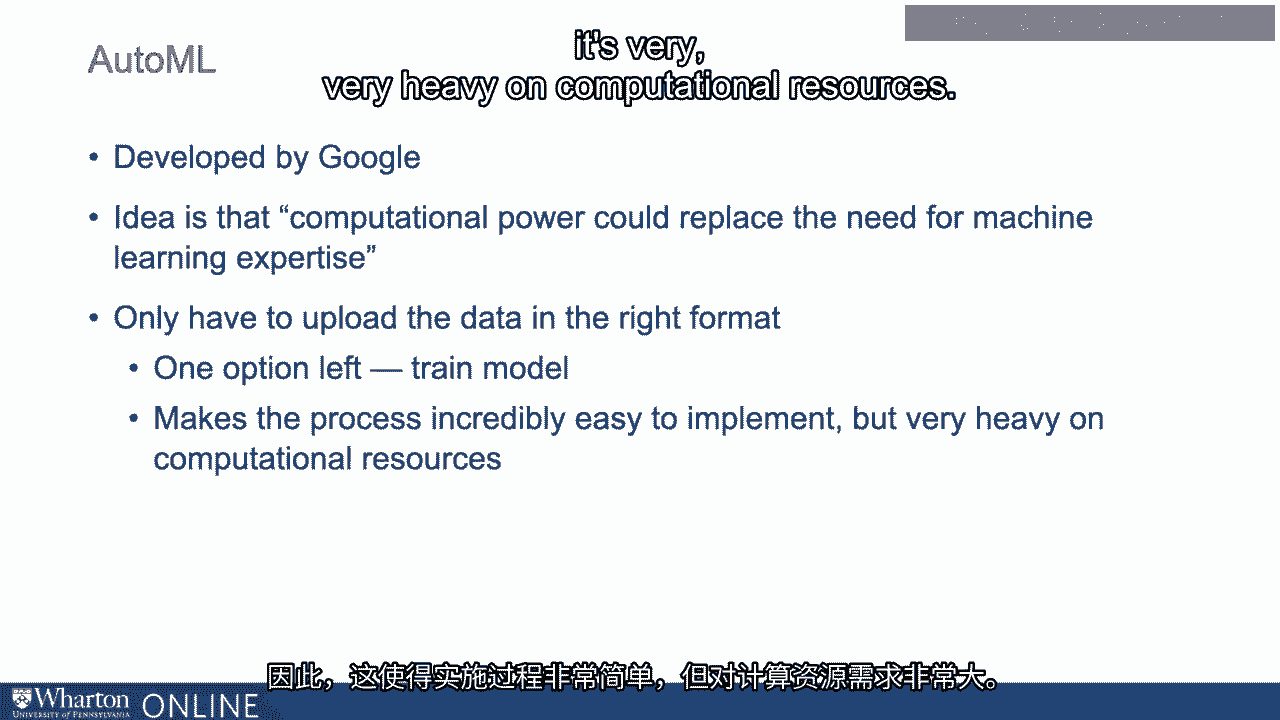 it's very,
very heavy on computational resources.
AutoML
• Developed by Google
• Idea is that “computational power could replace the need for machine
learning expertise”
• Only have to upload the data in the right format
• One option left — train model
• Makes the process incredibly easy to implement, but very heavy on
computational resources
因此，这使得实施过程非常简单，但对计算资源需求非常大。
Wharton
UNIVERSITY of PENNSYLVANIA
ONLINE